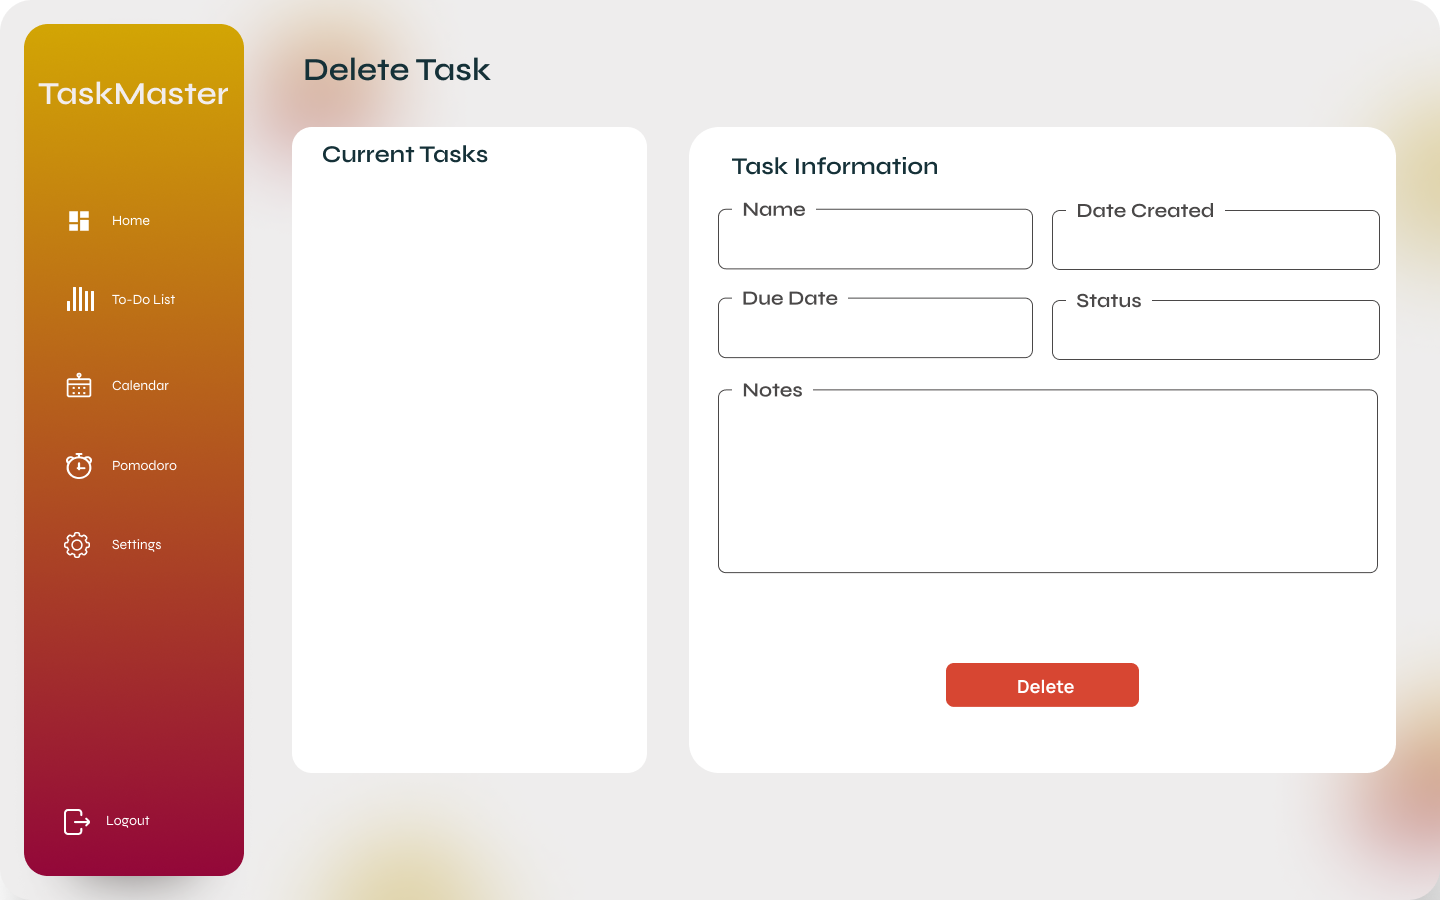 TaskMaster
Home
To-Do List
Calendar
Pomodoro
Settings
Logout
Delete Task
Current Tasks
Task Information
Name
Date Created
Due Date
Status
Notes
Delete